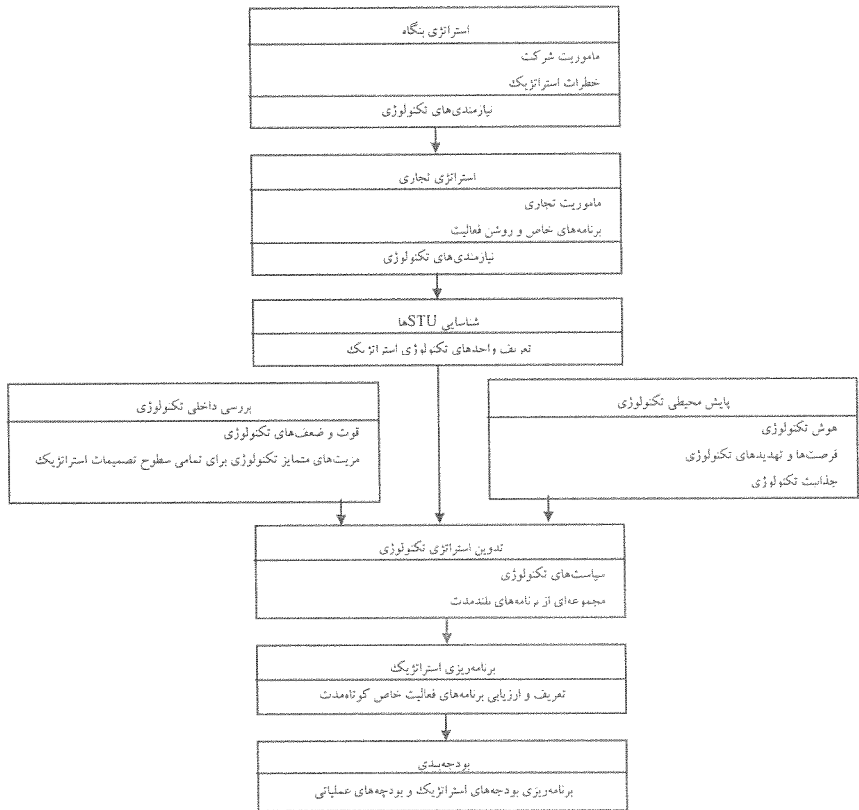 استراتژی بنگاه
ماموریت شرکت
خطرات استراتژیک
نیازمندی‌های تکنولوژی
استراتژی تجاری
ماموریت تجاری
برنامه‌های خاص و روشن فعالیت
نیازمندی‌های تکنولوژی
شناسایی STUها
تعریف واحدهای تکنولوژی استراتژیک
پایش محیطی تکنولوژی
هوش تکنولوژی
فرصت‌ها و تهدیدهای تکنولوژی
جذابیت تکنولوژی
بررسی داخلی تکنولوژی
قوت و ضعف‌های تکنولوژی
مزیت‌های متمایز تکنولوژی برای تمامی سطوح تصمیمات استراتژیک
تدوین استراتژی تکنولوژی
سیاست‌های تکنولوژی
مجموعه‌ای از برنامه‌های بلندمدت
برنامه‌ریزی استراتژیک
تعریف و ارزیابی برنامه‌های فعالیت خاص کوتاه‌مدت
بودجه‌بندی
برنامه‌ریزی بودجه‌های استراتژیک و بودجه‌های عملیاتی